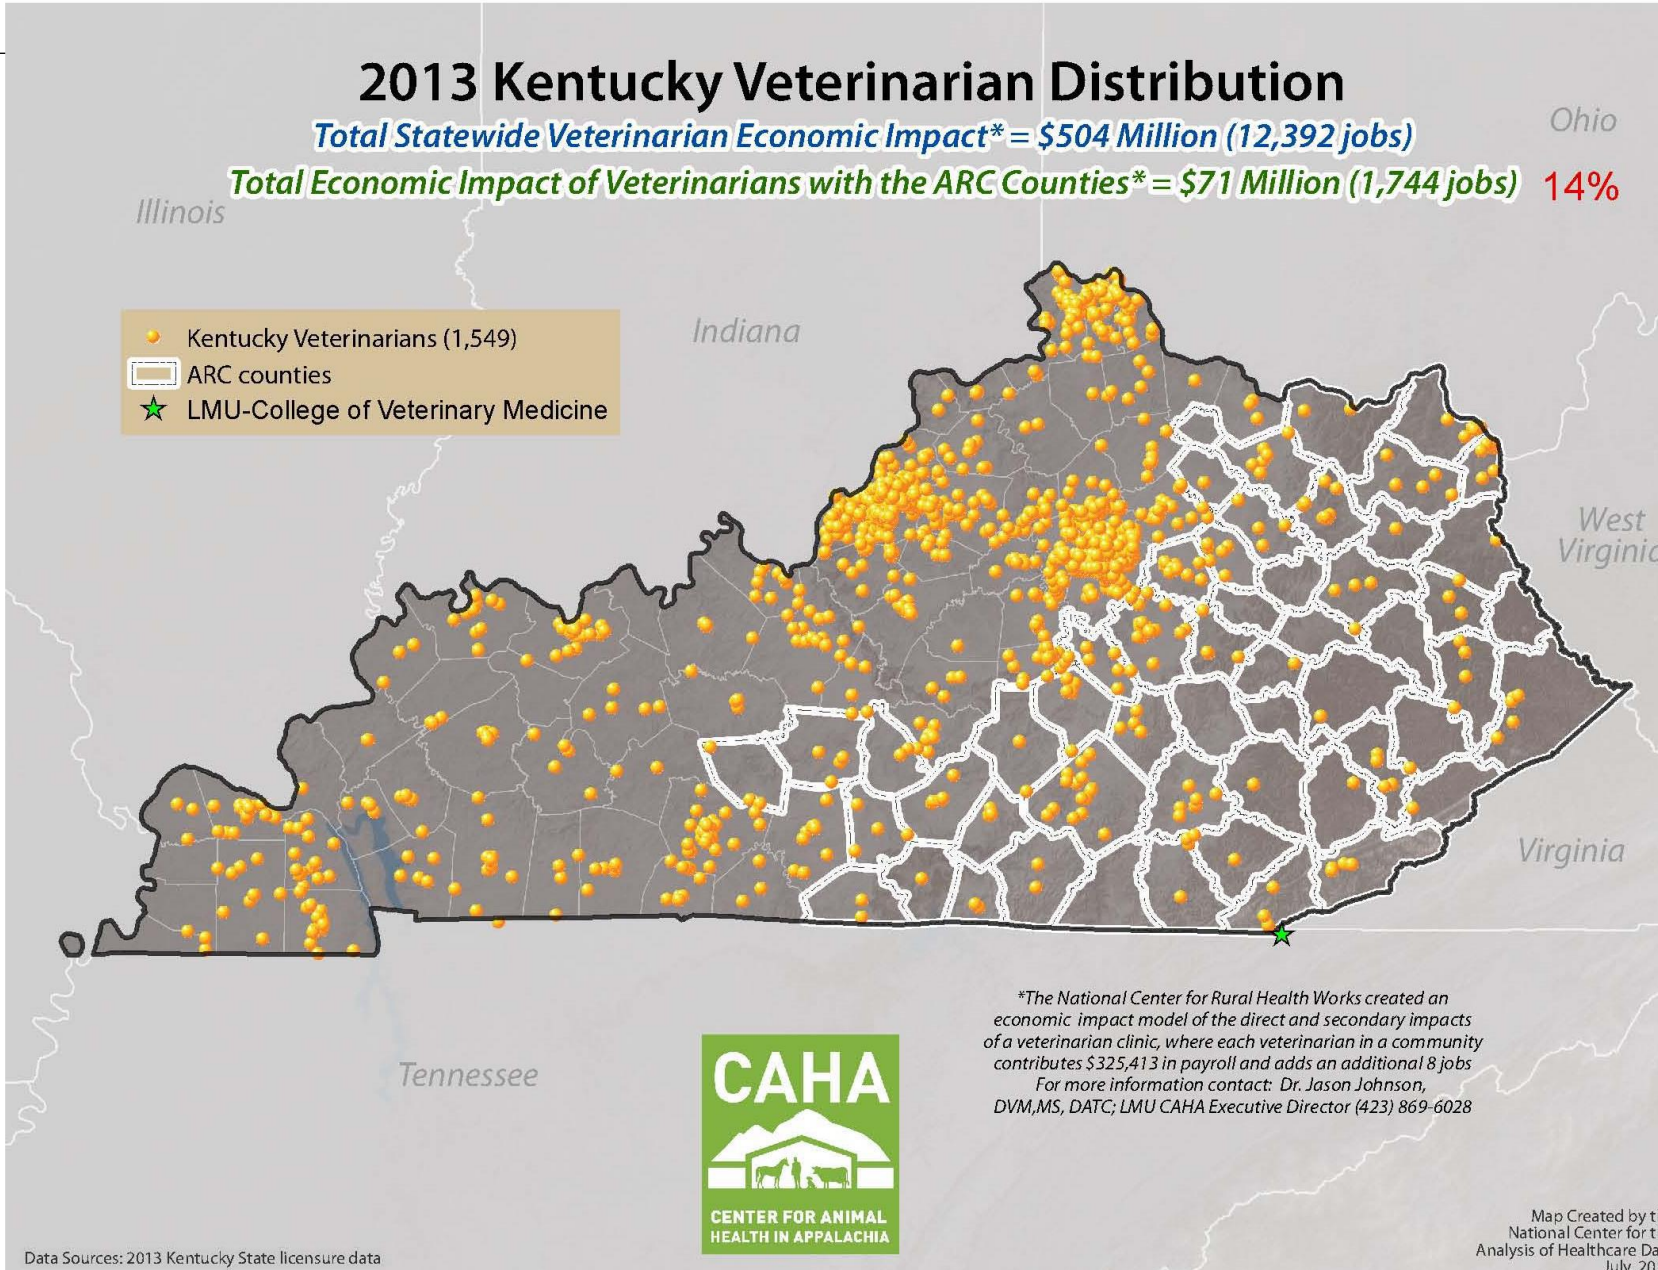 2013 Kentucky Veterinarian Distribution
Total Statewide Veterinarian Economic Impact* = $504 Million (12,392 jobs)
Total Economic Impact of Veterinarians with the ARC Counties* = $71 Million (1,744 jobs) 14%
Ohio
Illinois
Indiana
Kentucky Veterinarians (1,549)
ARC counties
LMU-College of Veterinary Medicine
West
Virginia
Virginia
Tennessee
*The National Center for Rural Health Works created an
economic impact model of the direct and secondary impacts
of a veterinarian clinic, where each veterinarian in a community
contributes $325,413 in payroll and adds an additional 8 jobs
For more information contact: Dr. Jason Johnson,
DVM,MS, DATC; LMU CAHA Executive Director (423) 869-6028
CAHA
CENTER FOR ANIMAL
HEALTH IN APPALACHIA
Data Sources: 2013 Kentucky State licensure data
Map Created by t
National Center for t
Analysis of Healthcare Da
July, 20